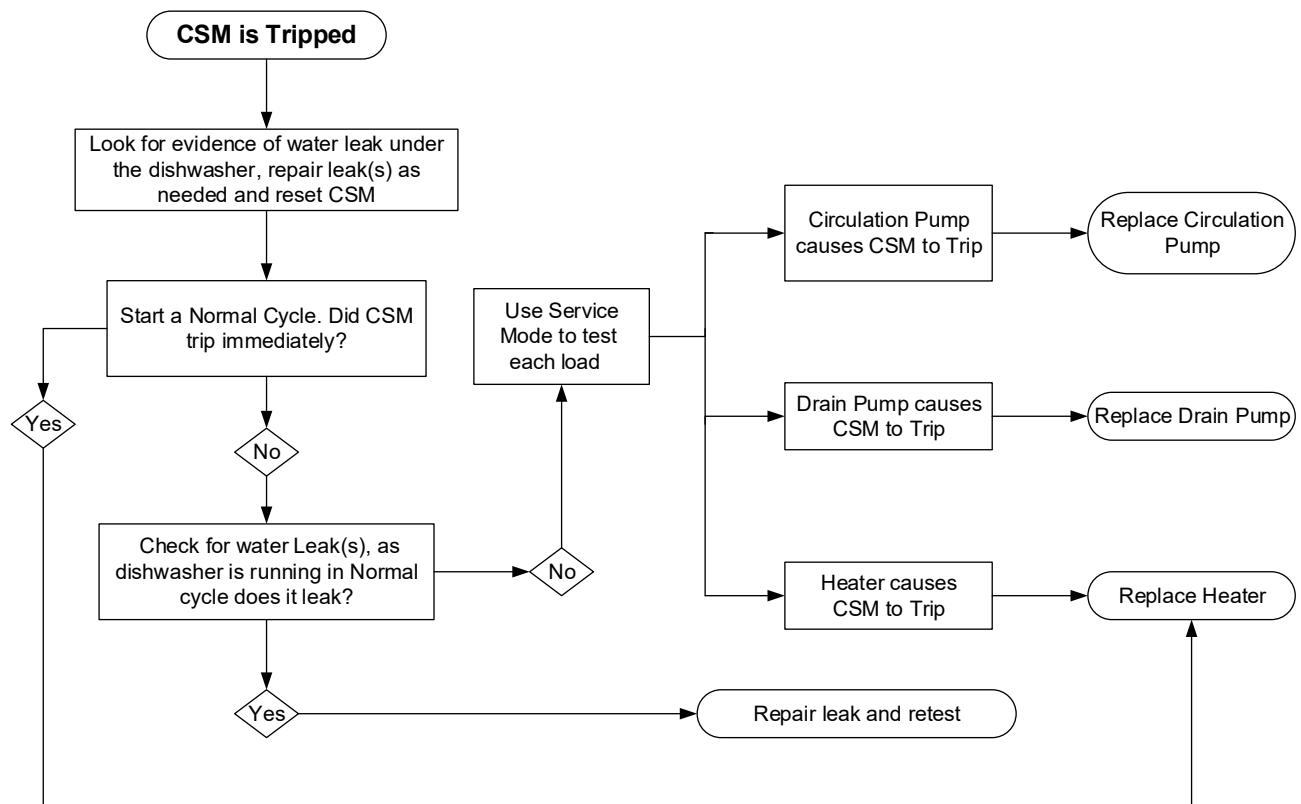 CSM is Tripped
Look for evidence of water leak under
the dishwasher, repair leak(s) as
needed and reset CSM
Start a Normal Cycle. Did CSM
trip immediately?
Yes
No
Check for water Leak(s), as
dishwasher is running in Normal
cycle does it leak?
Yes
Repair leak and retest
No
Use Service
Mode to test
each load
Circulation Pump
causes CSM to Trip
Replace Circulation
Pump
Drain Pump causes
CSM to Trip
Replace Drain Pump
Heater causes
CSM to Trip
Replace Heater